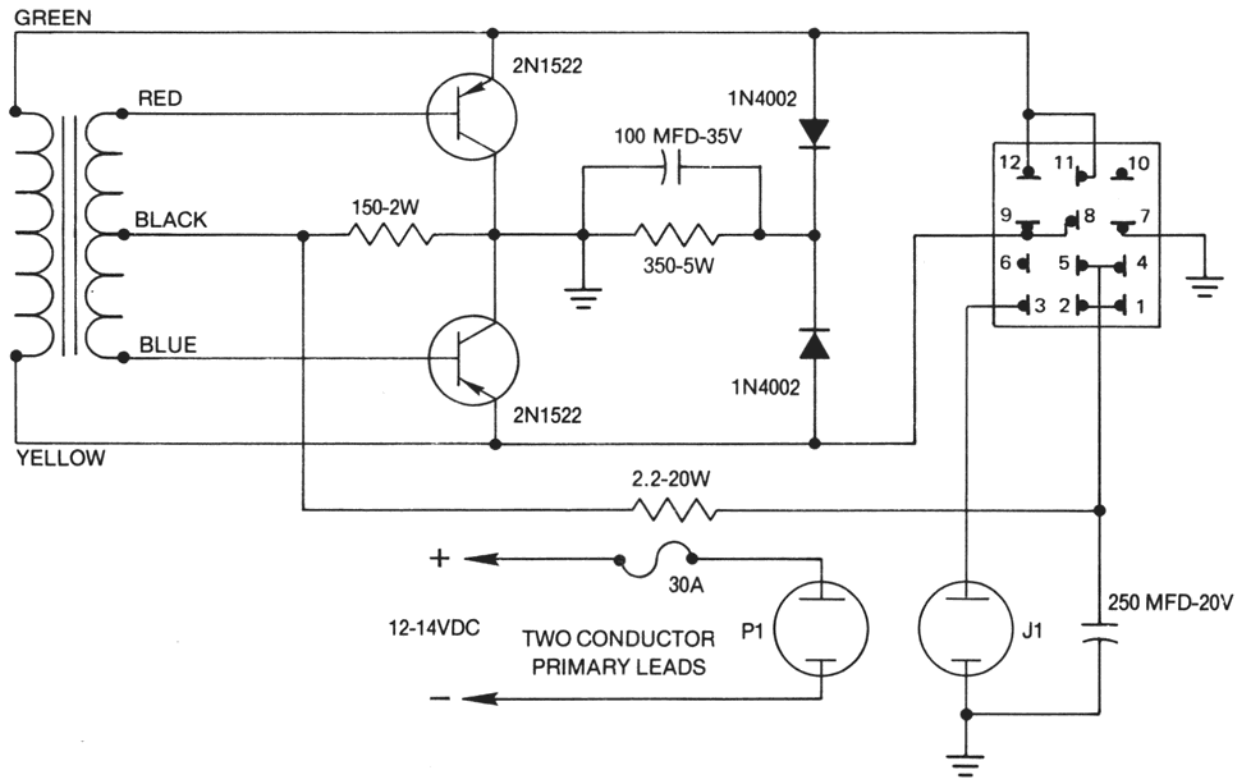 GREEN
2N1522
RED
1N4002
100 MFD-35V
12 11 10
150-2W
BLACK
9 8 7
350-5W
6 5 4
3 2 1
BLUE
1N4002
2N1522
YELLOW
2.2-20W
+
30A
250 MFD-20V
12-14VDC
TWO CONDUCTOR
PRIMARY LEADS
P1
J1
−